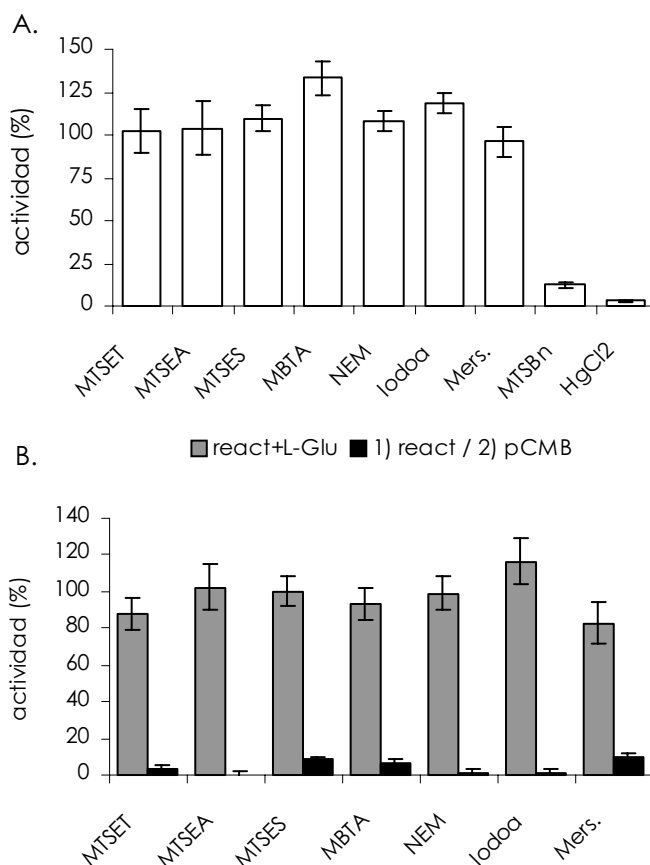 A.
actividad (%)
150
125
100
75
50
25
0
MTSET
MTSEA
MTSES
MBTA
NEM
Iodoa
Mers.
MTSBn
HgCl2
B.
react+L-Glu 1) react / 2) pCMB
actividad (%)
140
120
100
80
60
40
20
0
MTSET
MTSEA
MTSES
MBTA
NEM
Iodoa
Mers.